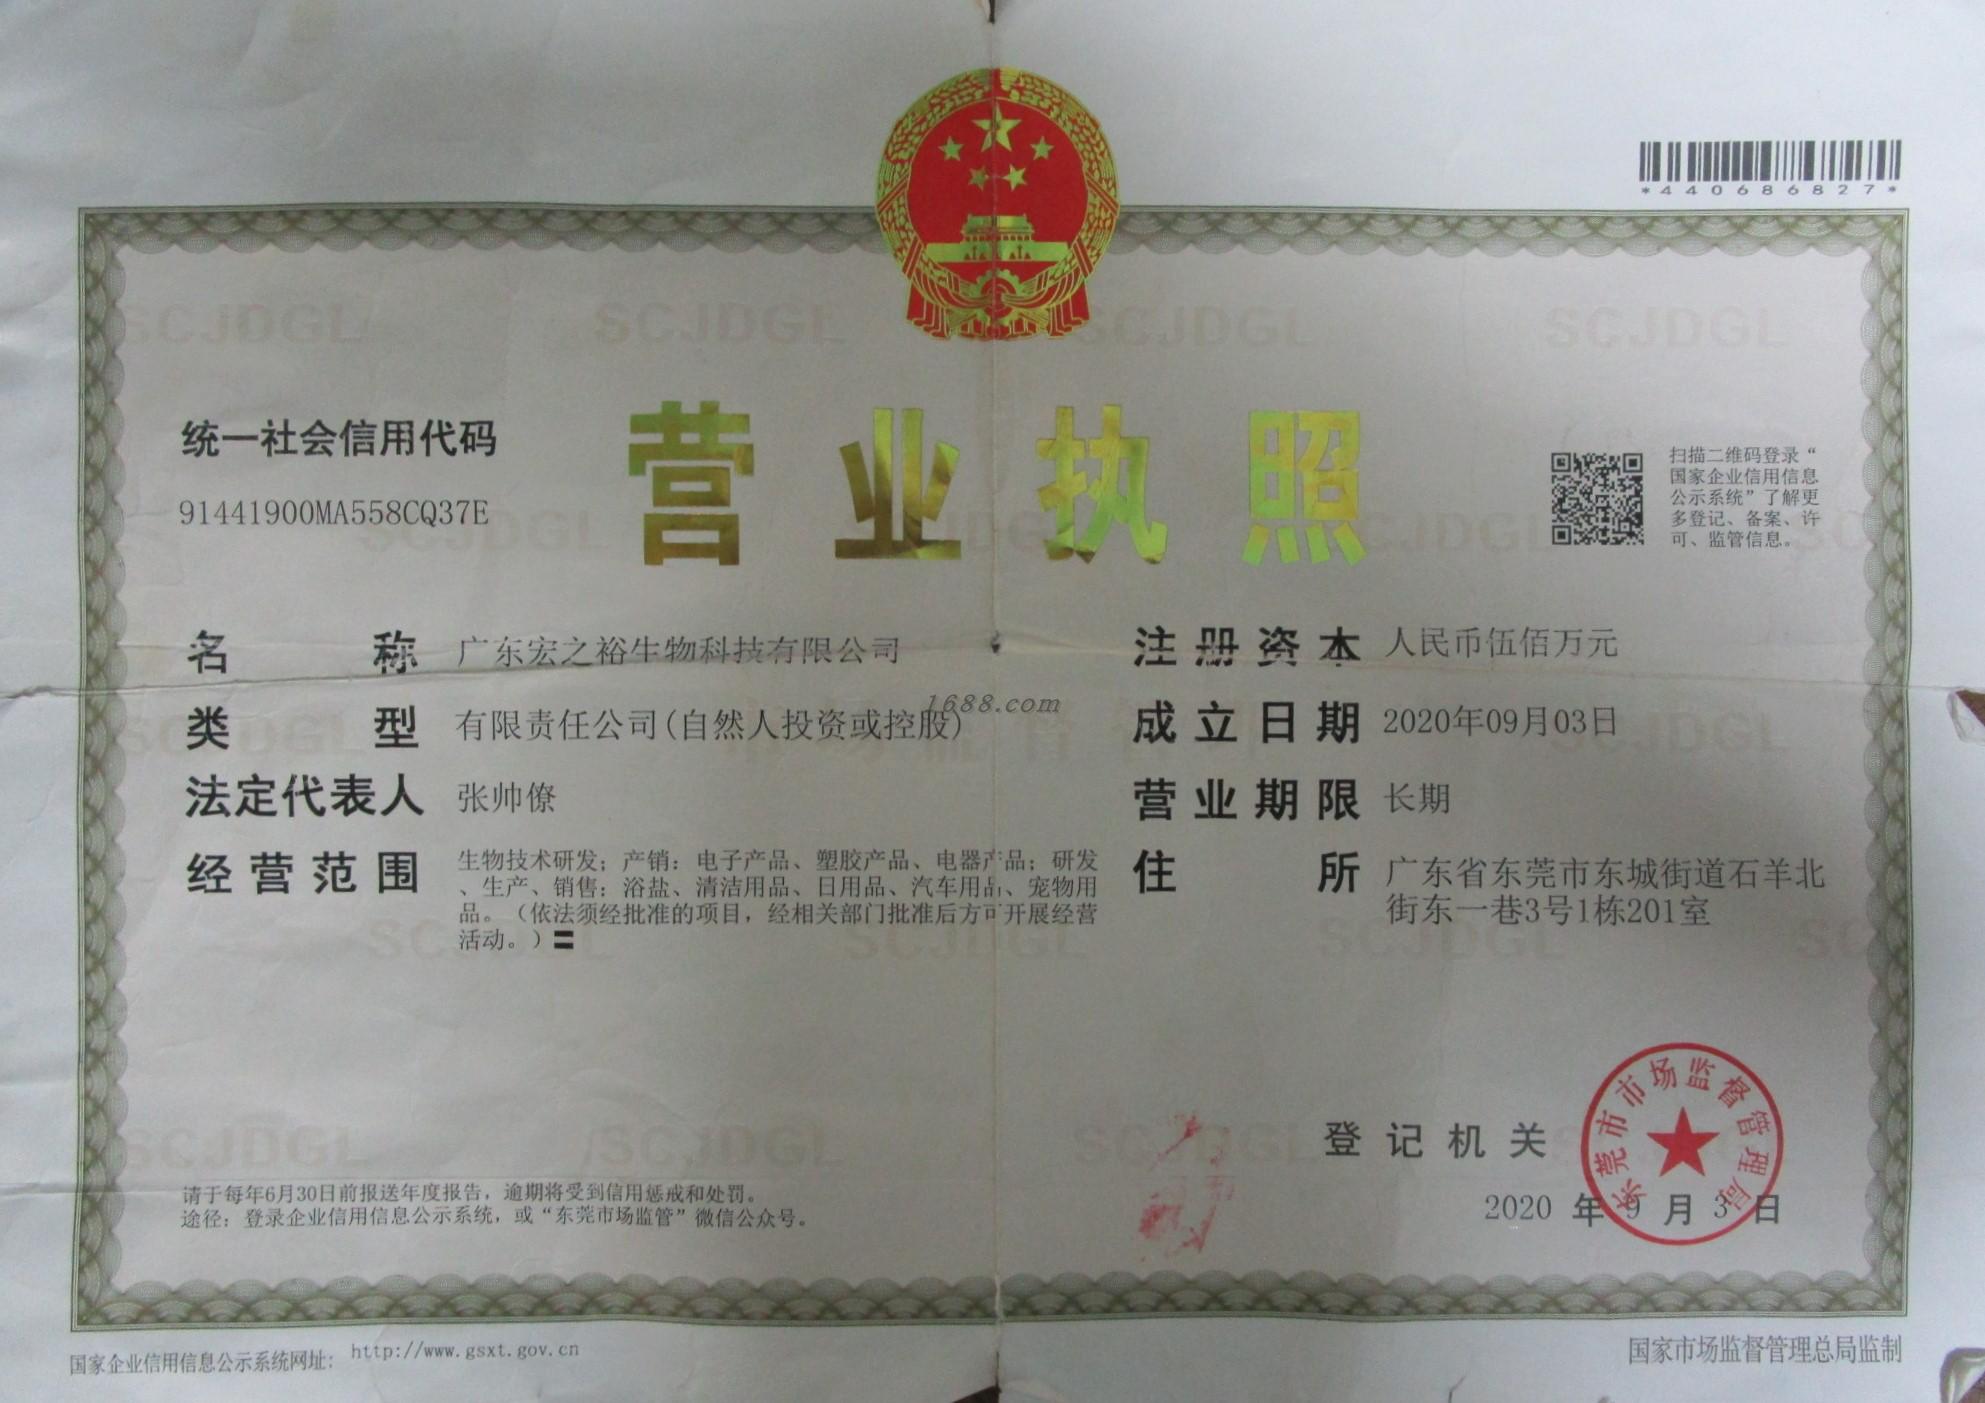 *440686827*
统一社会信用代码
91441900MA558CQ37E
营业执照
扫描二维码登录“
国家企业信用信息
公示系统”了解更
多登记、备案、许
可、监管信息。
名称 广东宏之裕生物科技有限公司
类型 有限责任公司(自然人投资或控股)
法定代表人 张帅僚
经营范围 生物技术研发；产销：电子产品、塑胶产品、电器产品；研发
、生产、销售：浴盐、清洁用品、日用品、汽车用品、宠物用
品。（依法须经批准的项目，经相关部门批准后方可开展经营
活动。）〓
注册资本 人民币伍佰万元
成立日期 2020年09月03日
营业期限 长期
住所 广东省东莞市东城街道石羊北
街东一巷3号1栋201室
1688.com
登记机关
东莞市市场监督管理局
2020 年 9 月 3 日
请于每年6月30日前报送年度报告，逾期将受到信用惩戒和处罚。
途径：登录企业信用信息公示系统，或“东莞市场监管”微信公众号。
国家企业信用信息公示系统网址: http://www.gsxt.gov.cn
国家市场监督管理总局监制
SCJDGL